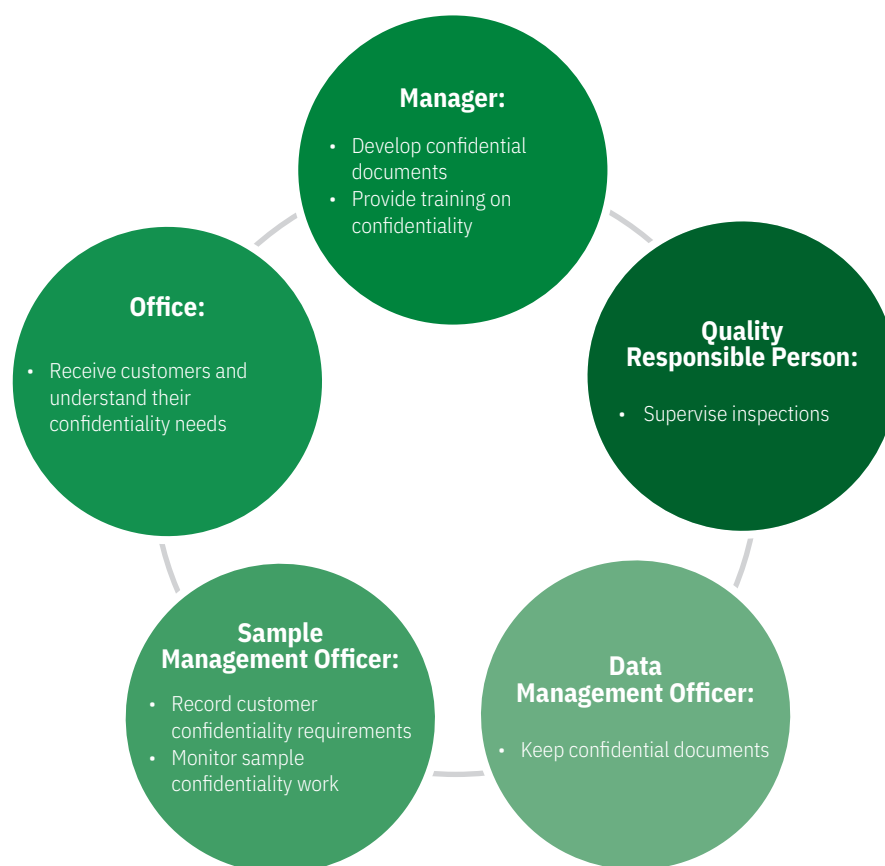 Manager:
• Develop confidential
documents
• Provide training on
confidentiality
Quality
Responsible Person:
• Supervise inspections
Data
Management Officer:
• Keep confidential documents
Sample
Management Officer:
• Record customer
confidentiality requirements
• Monitor sample
confidentiality work
Office:
• Receive customers and
understand their
confidentiality needs